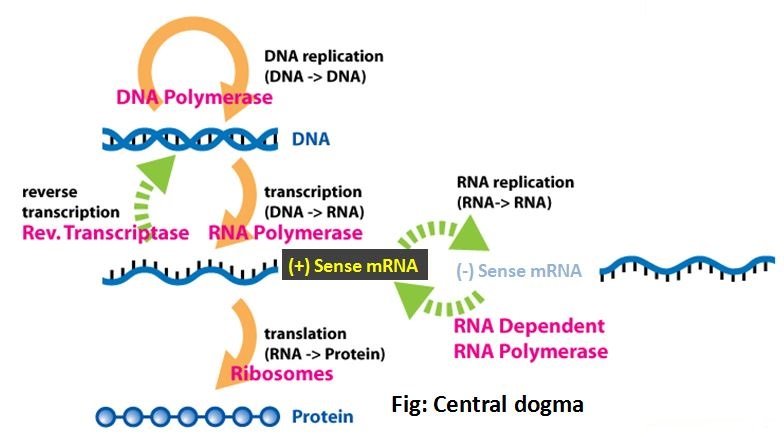 DNA replication
(DNA -> DNA)
DNA Polymerase
DNA
reverse
transcription
Rev. Transcriptase
transcription
(DNA -> RNA)
RNA Polymerase
RNA replication
(RNA-> RNA)
(+) Sense mRNA
(-) Sense mRNA
RNA Dependent
RNA Polymerase
translation
(RNA -> Protein)
Ribosomes
Protein
Fig: Central dogma